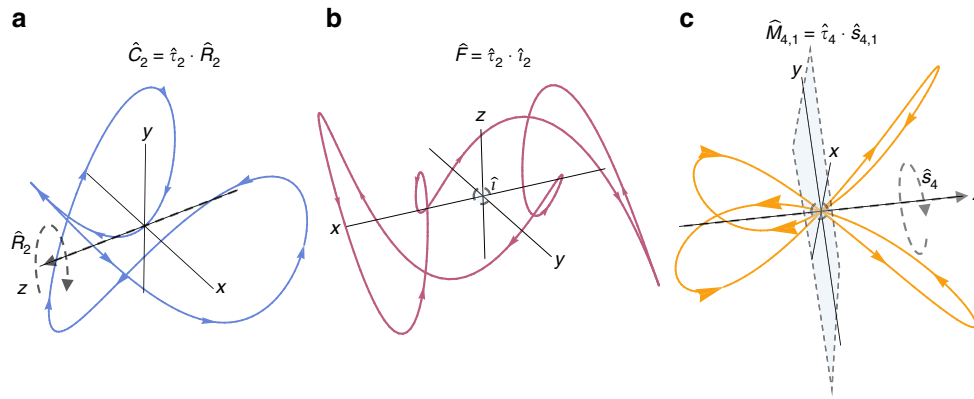 a
Ĉ₂ = τ̂₂ · R̂₂
y
R̂₂
z
x
b
F̂ = τ̂₂ · î₂
z
î
x
y
c
M̂₄,₁ = τ̂₄ · ŝ₄,₁
y
x
ŝ₄